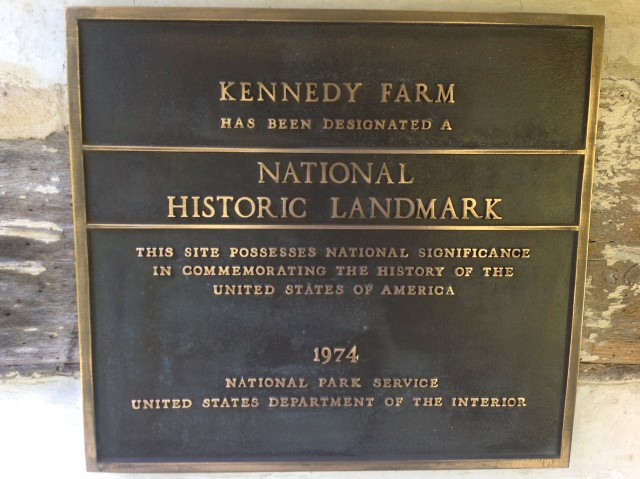 KENNEDY FARM
HAS BEEN DESIGNATED A
NATIONAL
HISTORIC LANDMARK
THIS SITE POSSESSES NATIONAL SIGNIFICANCE
IN COMMEMORATING THE HISTORY OF THE
UNITED STATES OF AMERICA
1974
NATIONAL PARK SERVICE
UNITED STATES DEPARTMENT OF THE INTERIOR